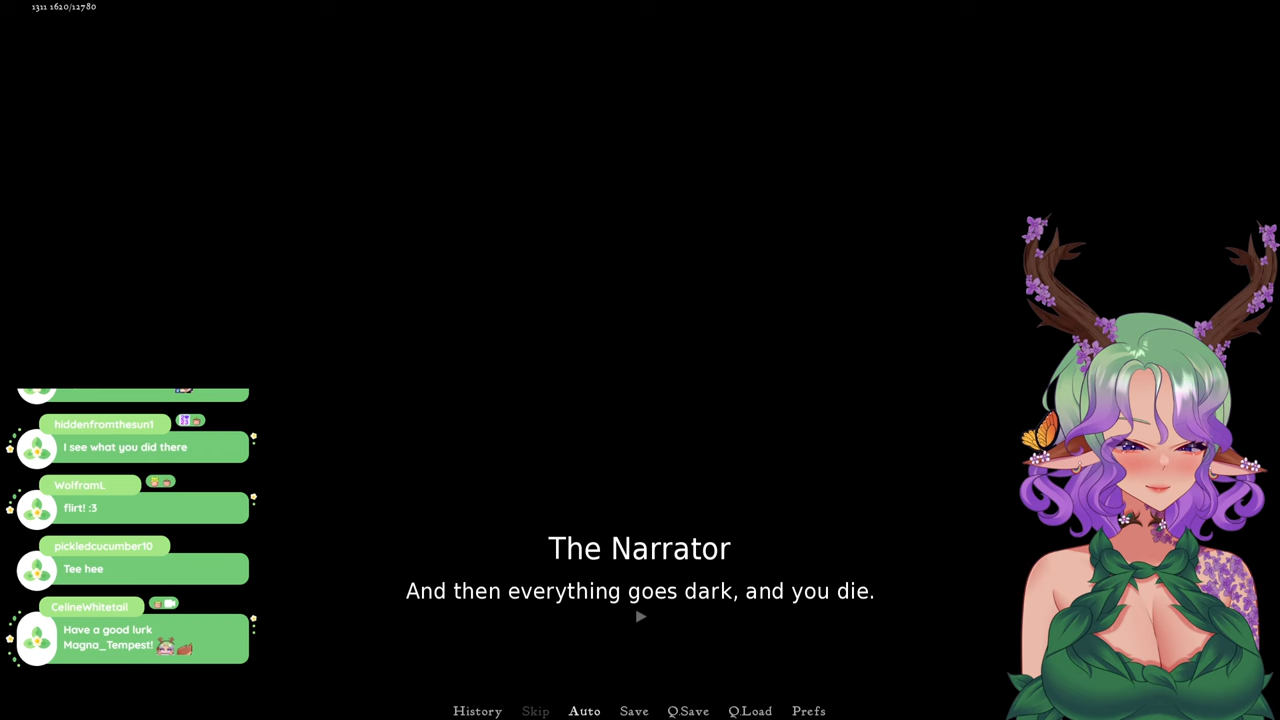 1311 1620/12780
hiddenfromthesun1
I see what you did there
WolframL
flirt! :3
pickledcucumber10
Tee hee
CelineWhitetail
Have a good lurk
Magna_Tempest!
The Narrator
And then everything goes dark, and you die.
History Skip Auto Save Q.Save Q.Load Prefs